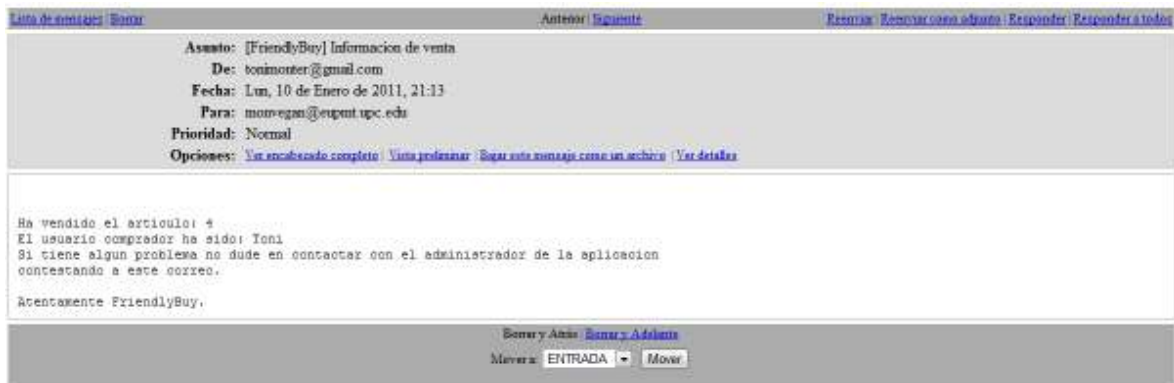 Lista de mensajes | Borrar Anterior | Siguiente Reenviar | Reenviar como adjunto | Responder | Responder a todos
Asunto: [FriendlyBuy] Informacion de venta
De: tonimonter@gmail.com
Fecha: Lun, 10 de Enero de 2011, 21:13
Para: monvegan@eupmt.upc.edu
Prioridad: Normal
Opciones: Ver encabezado completo | Vista preliminar | Bajar este mensaje como un archivo | Ver detalles
Ha vendido el articulo: 4
El usuario comprador ha sido: Toni
Si tiene algun problema no dude en contactar con el administrador de la aplicacion
contestando a este correo.
Atentamente FriendlyBuy.
Borrar y Atrás | Borrar y Adelante
Mover a: ENTRADA Mover